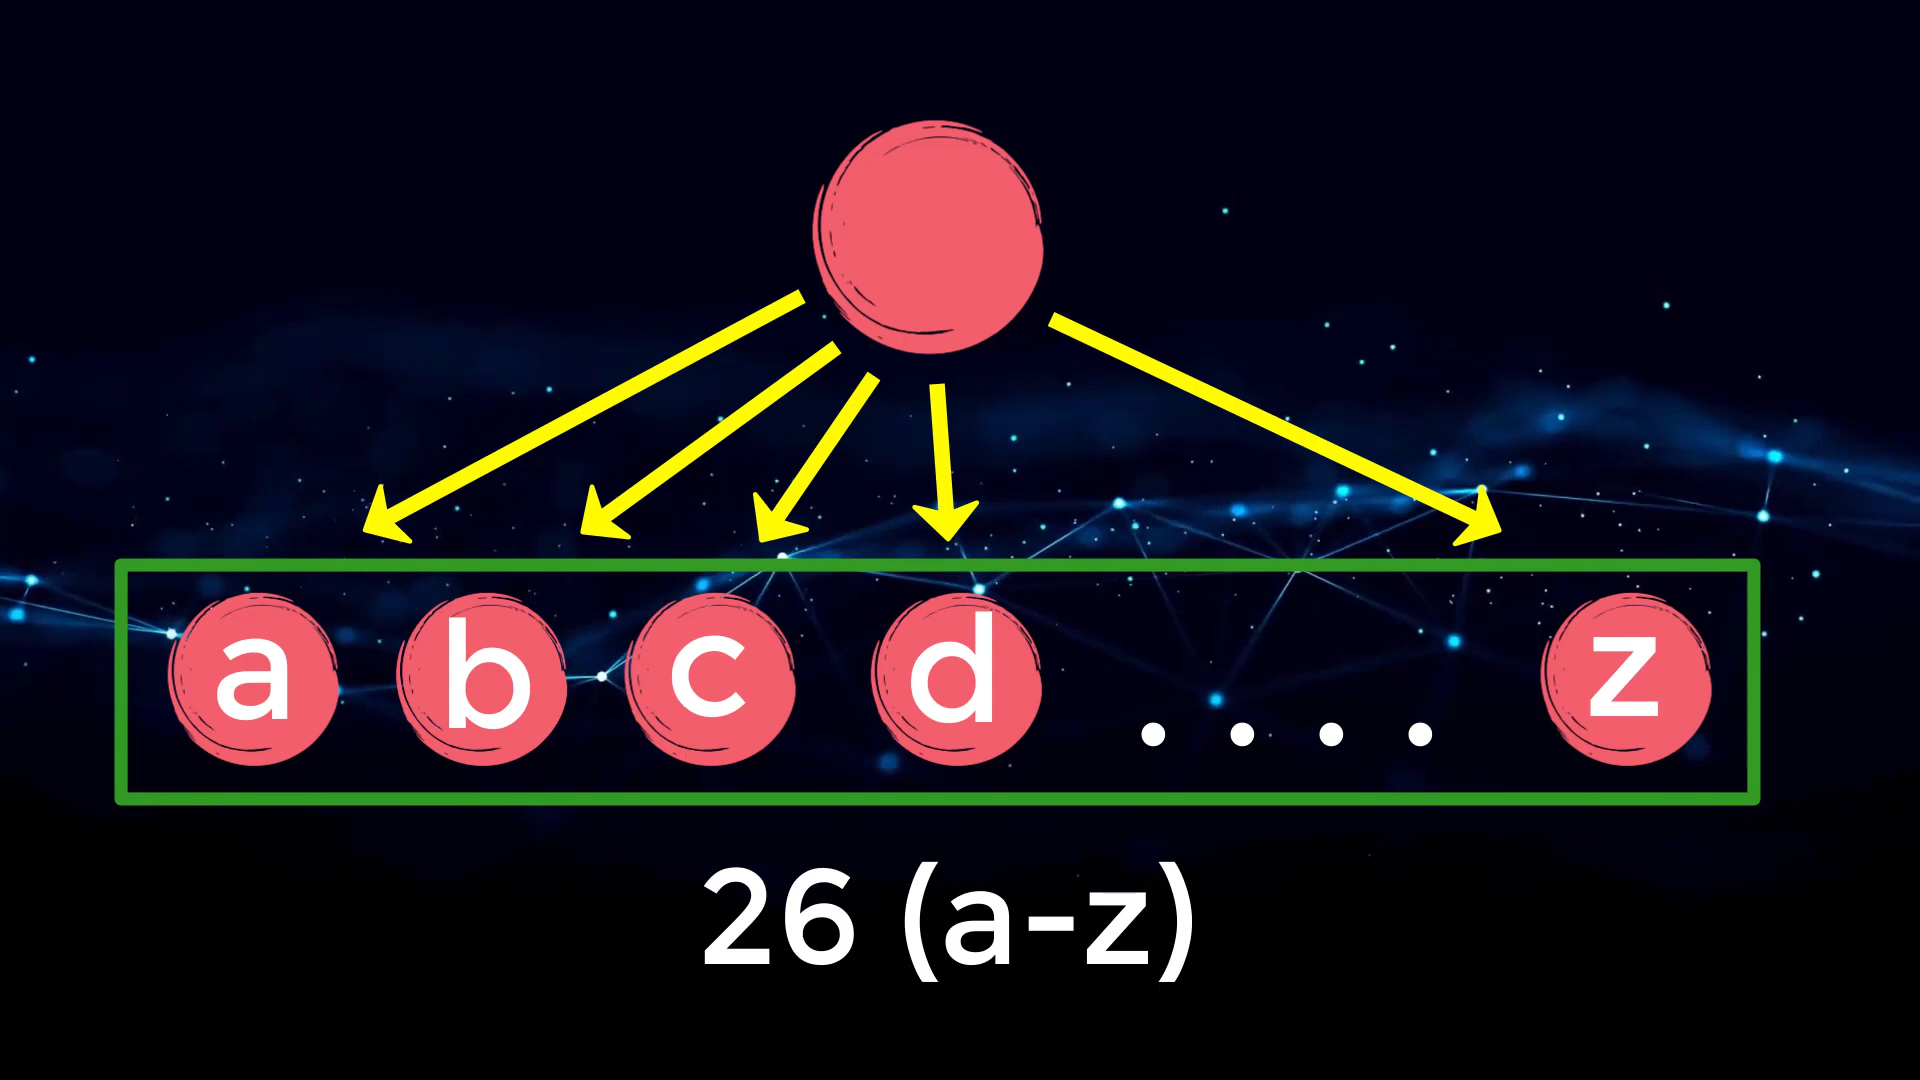 a b c d . . . . z
26 (a-z)